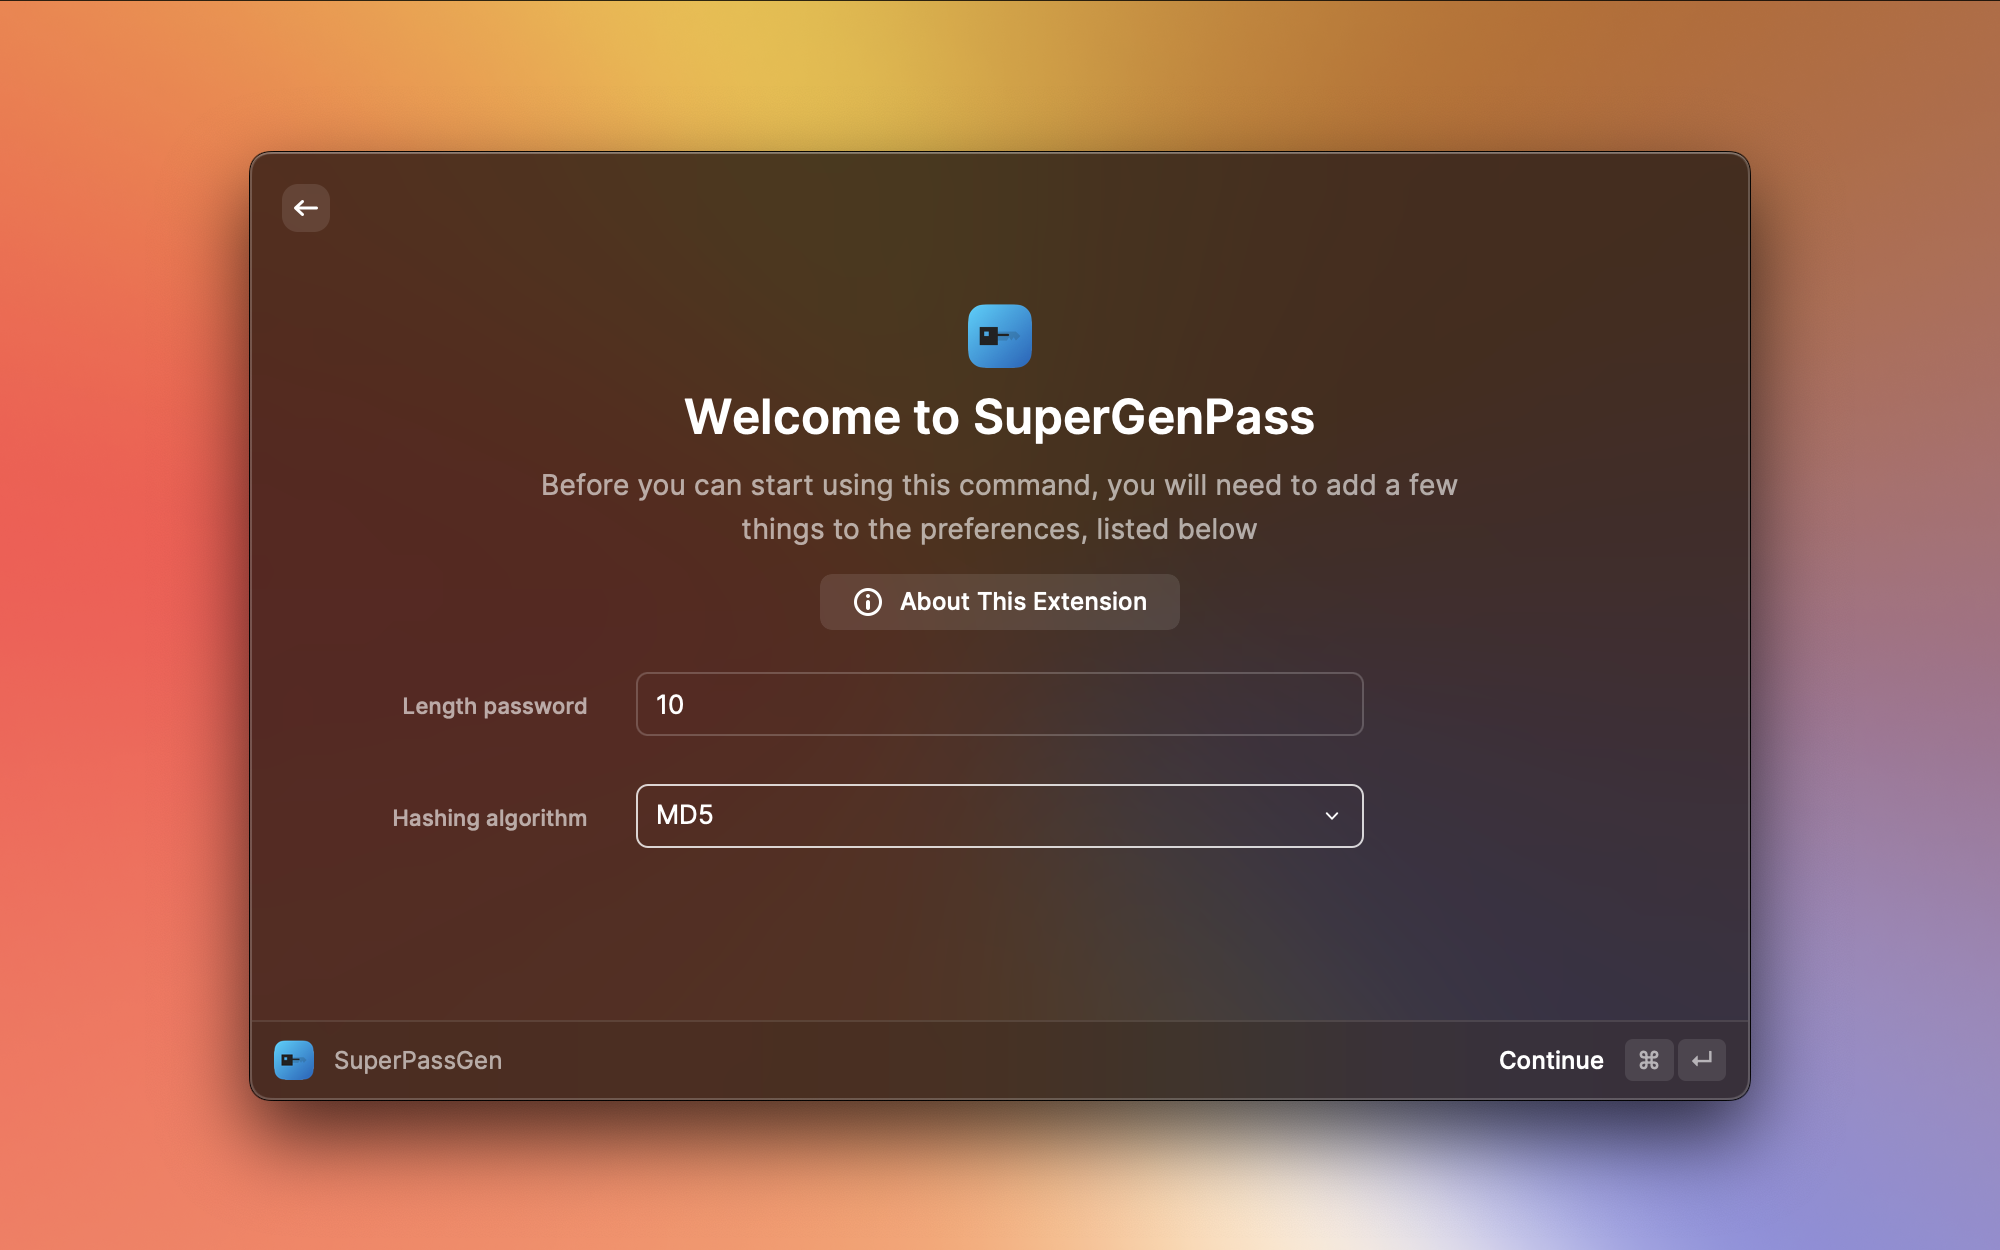 Welcome to SuperGenPass
Before you can start using this command, you will need to add a few
things to the preferences, listed below
About This Extension
Length password 10
Hashing algorithm MD5
SuperPassGen Continue ⌘ ↵